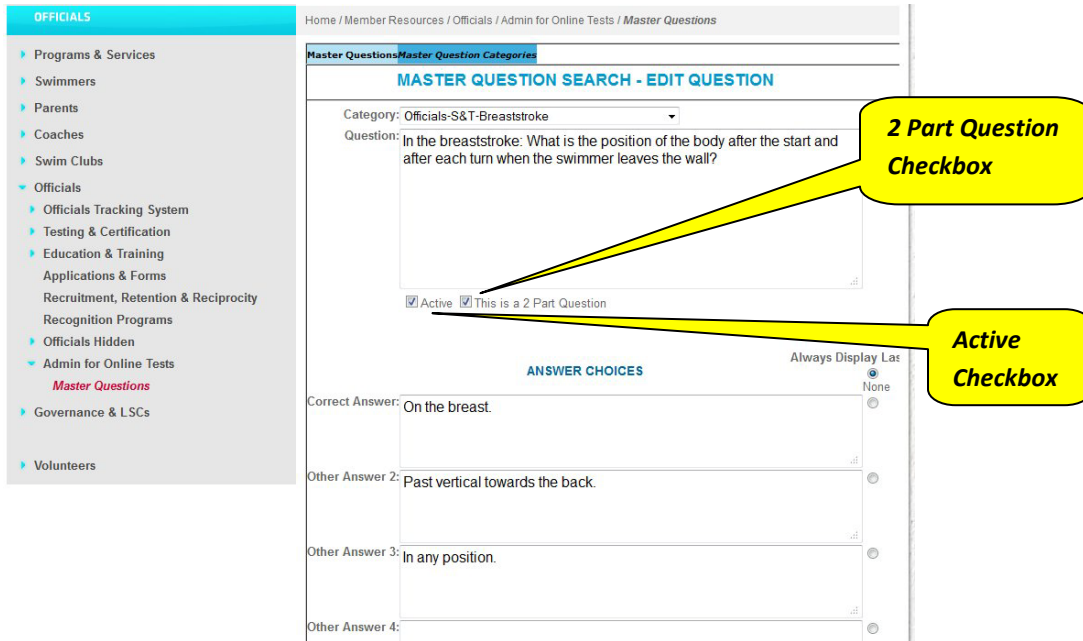 OFFICIALS
Programs & Services
Swimmers
Parents
Coaches
Swim Clubs
Officials
Officials Tracking System
Testing & Certification
Education & Training
Applications & Forms
Recruitment, Retention & Reciprocity
Recognition Programs
Officials Hidden
Admin for Online Tests
Master Questions
Governance & LSCs
Volunteers
Home / Member Resources / Officials / Admin for Online Tests / Master Questions
Master Questions Master Question Categories
MASTER QUESTION SEARCH - EDIT QUESTION
Category: Officials-S&T-Breaststroke
Question: In the breaststroke: What is the position of the body after the start and
after each turn when the swimmer leaves the wall?
2 Part Question
Checkbox
Active This is a 2 Part Question
Active
Checkbox
Always Display Las
ANSWER CHOICES
None
Correct Answer: On the breast.
Other Answer 2: Past vertical towards the back.
Other Answer 3: In any position.
Other Answer 4: